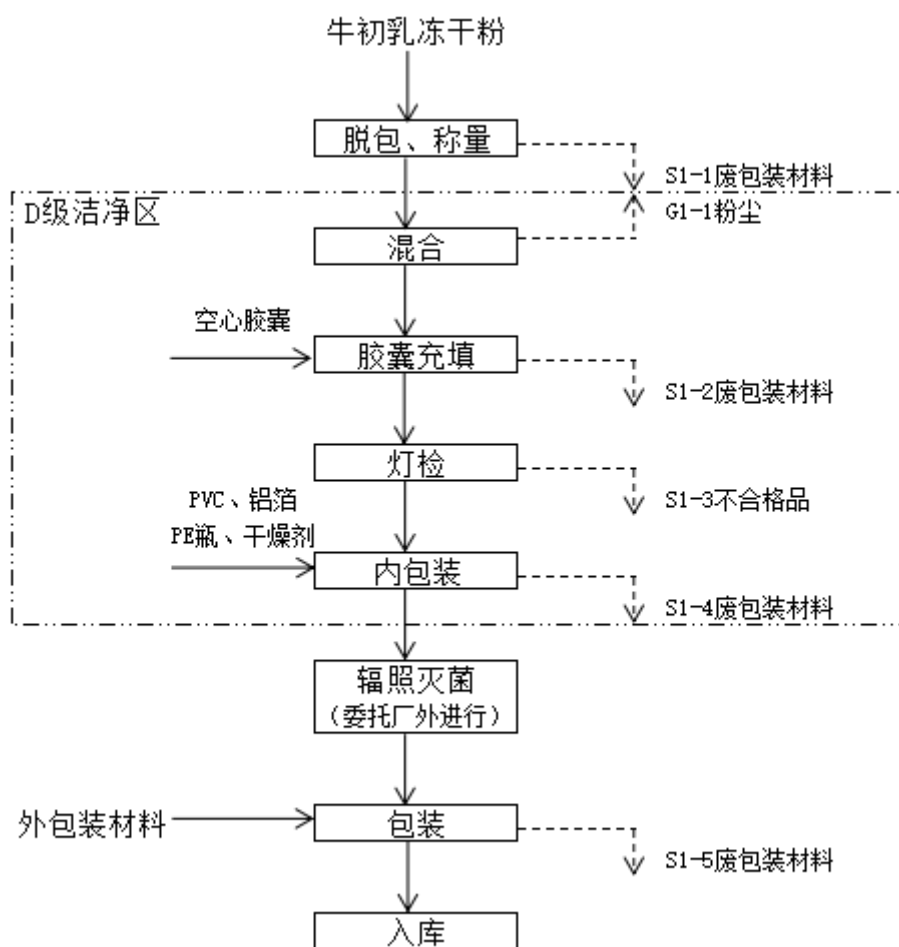 牛初乳冻干粉
脱包、称量
S1-1废包装材料
D级洁净区
G1-1粉尘
混合
空心胶囊
胶囊充填
S1-2废包装材料
灯检
PVC、铝箔
S1-3不合格品
PE瓶、干燥剂
内包装
S1-4废包装材料
辐照灭菌
（委托厂外进行）
外包装材料
包装
S1-5废包装材料
入库